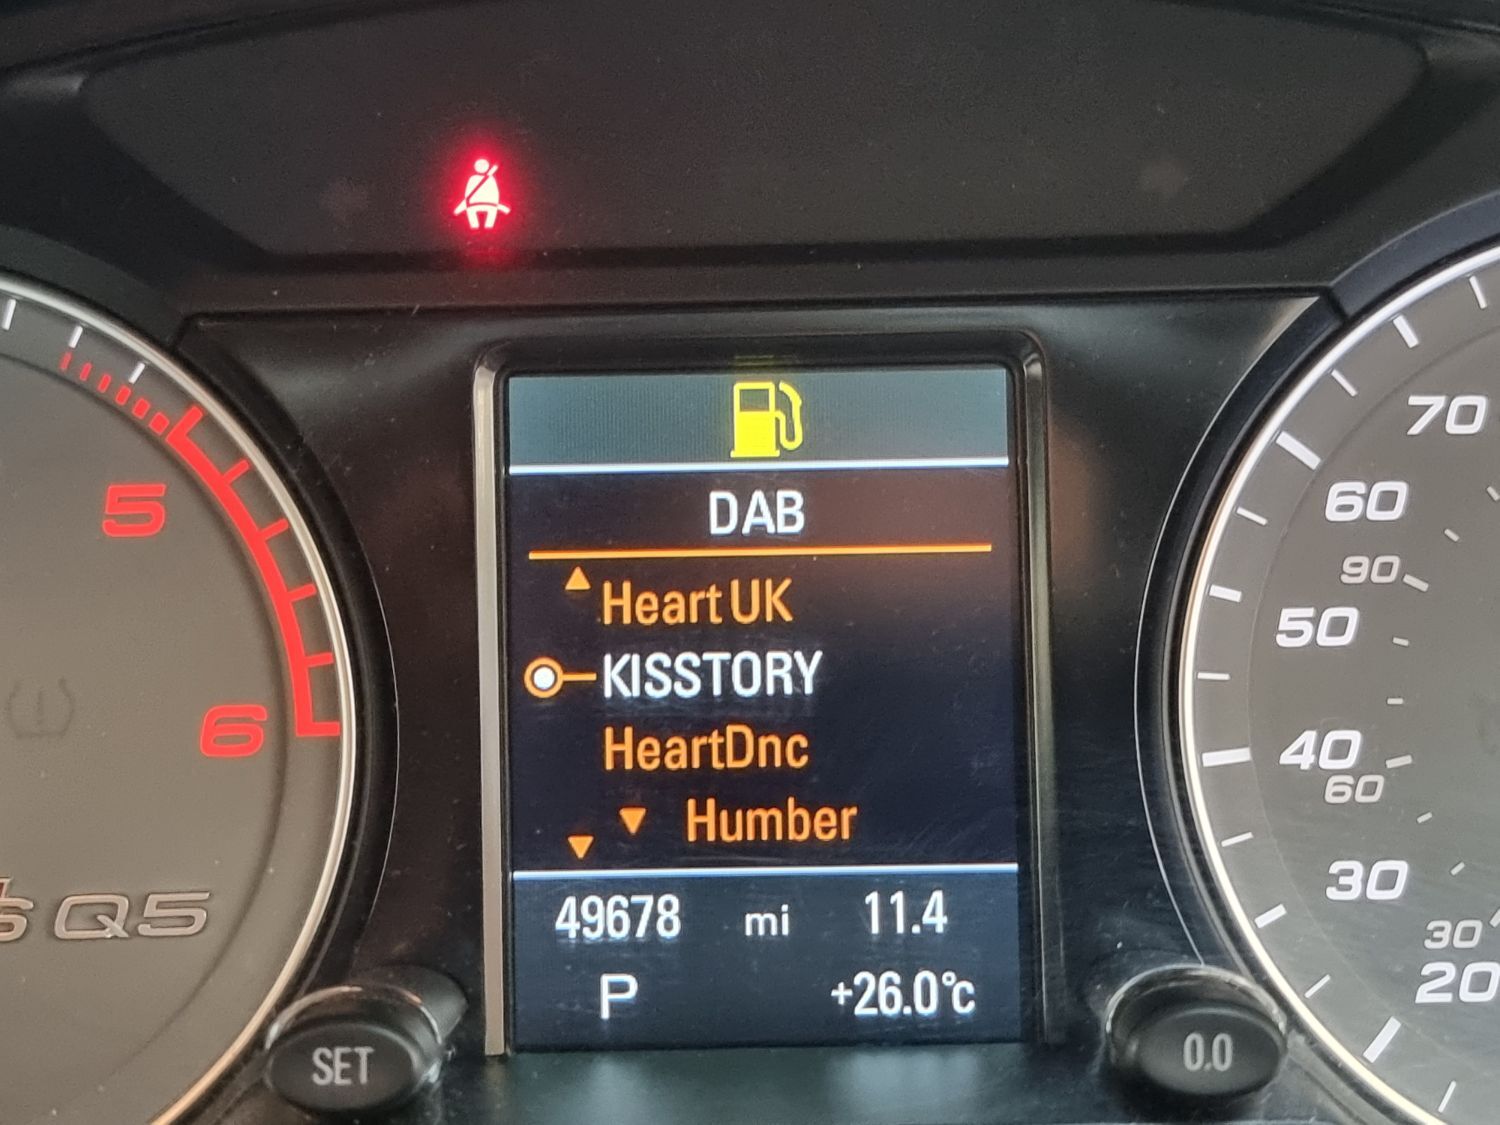 DAB
Heart UK
KISSTORY
HeartDnc
Humber
49678 mi 11.4
P +26.0°c
5
6
Q5
SET
70
60
90
50
40
60
30
30
20
0.0